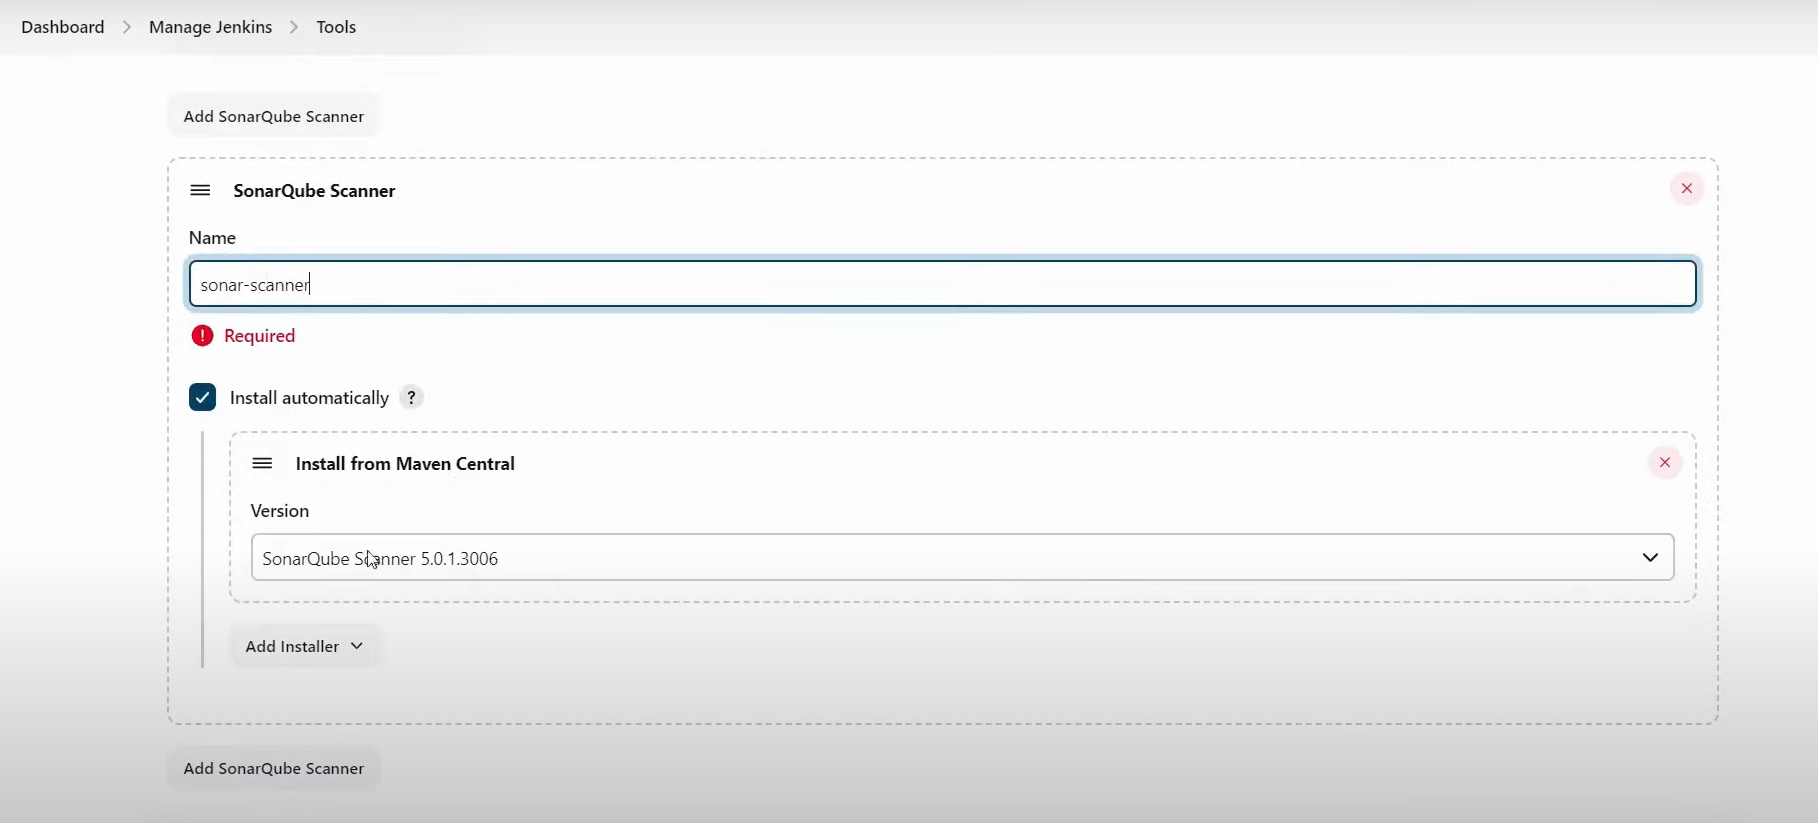 Dashboard > Manage Jenkins > Tools
Add SonarQube Scanner
SonarQube Scanner
Name
sonar-scanner
Required
Install automatically ?
Install from Maven Central
Version
SonarQube Scanner 5.0.1.3006
Add Installer
Add SonarQube Scanner